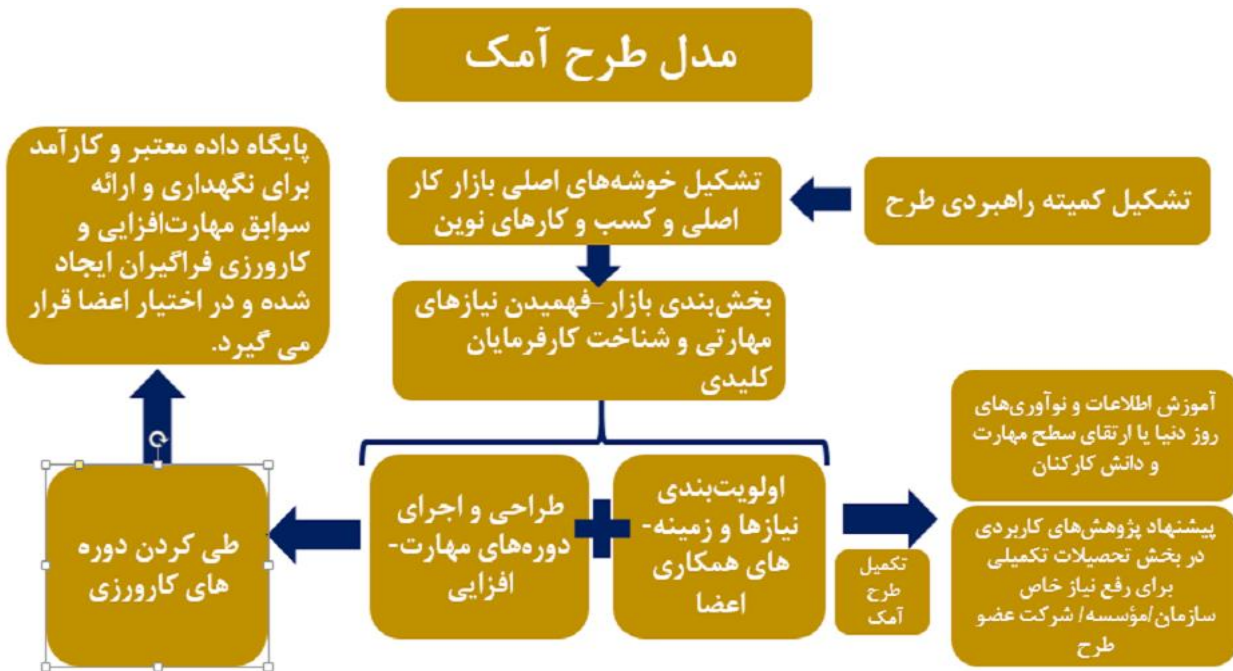 مدل طرح آمک
تشکیل کمیته راهبردی طرح
تشکیل خوشه‌های اصلی بازار کار
اصلی و کسب و کارهای نوین
بخش‌بندی بازار–فهمیدن نیازهای
مهارتی و شناخت کارفرمایان
کلیدی
اولویت‌بندی
نیازها و زمینه-
های همکاری
اعضا
طراحی و اجرای
دوره‌های مهارت-
افزایی
طی کردن دوره
های کارورزی
پایگاه داده معتبر و کارآمد
برای نگهداری و ارائه
سوابق مهارت‌افزایی و
کارورزی فراگیران ایجاد
شده و در اختیار اعضا قرار
می گیرد.
تکمیل
طرح
آمک
آموزش اطلاعات و نوآوری‌های
روز دنیا یا ارتقای سطح مهارت
و دانش کارکنان
پیشنهاد پژوهش‌های کاربردی
در بخش تحصیلات تکمیلی
برای رفع نیاز خاص
سازمان/مؤسسه/ شرکت عضو
طرح